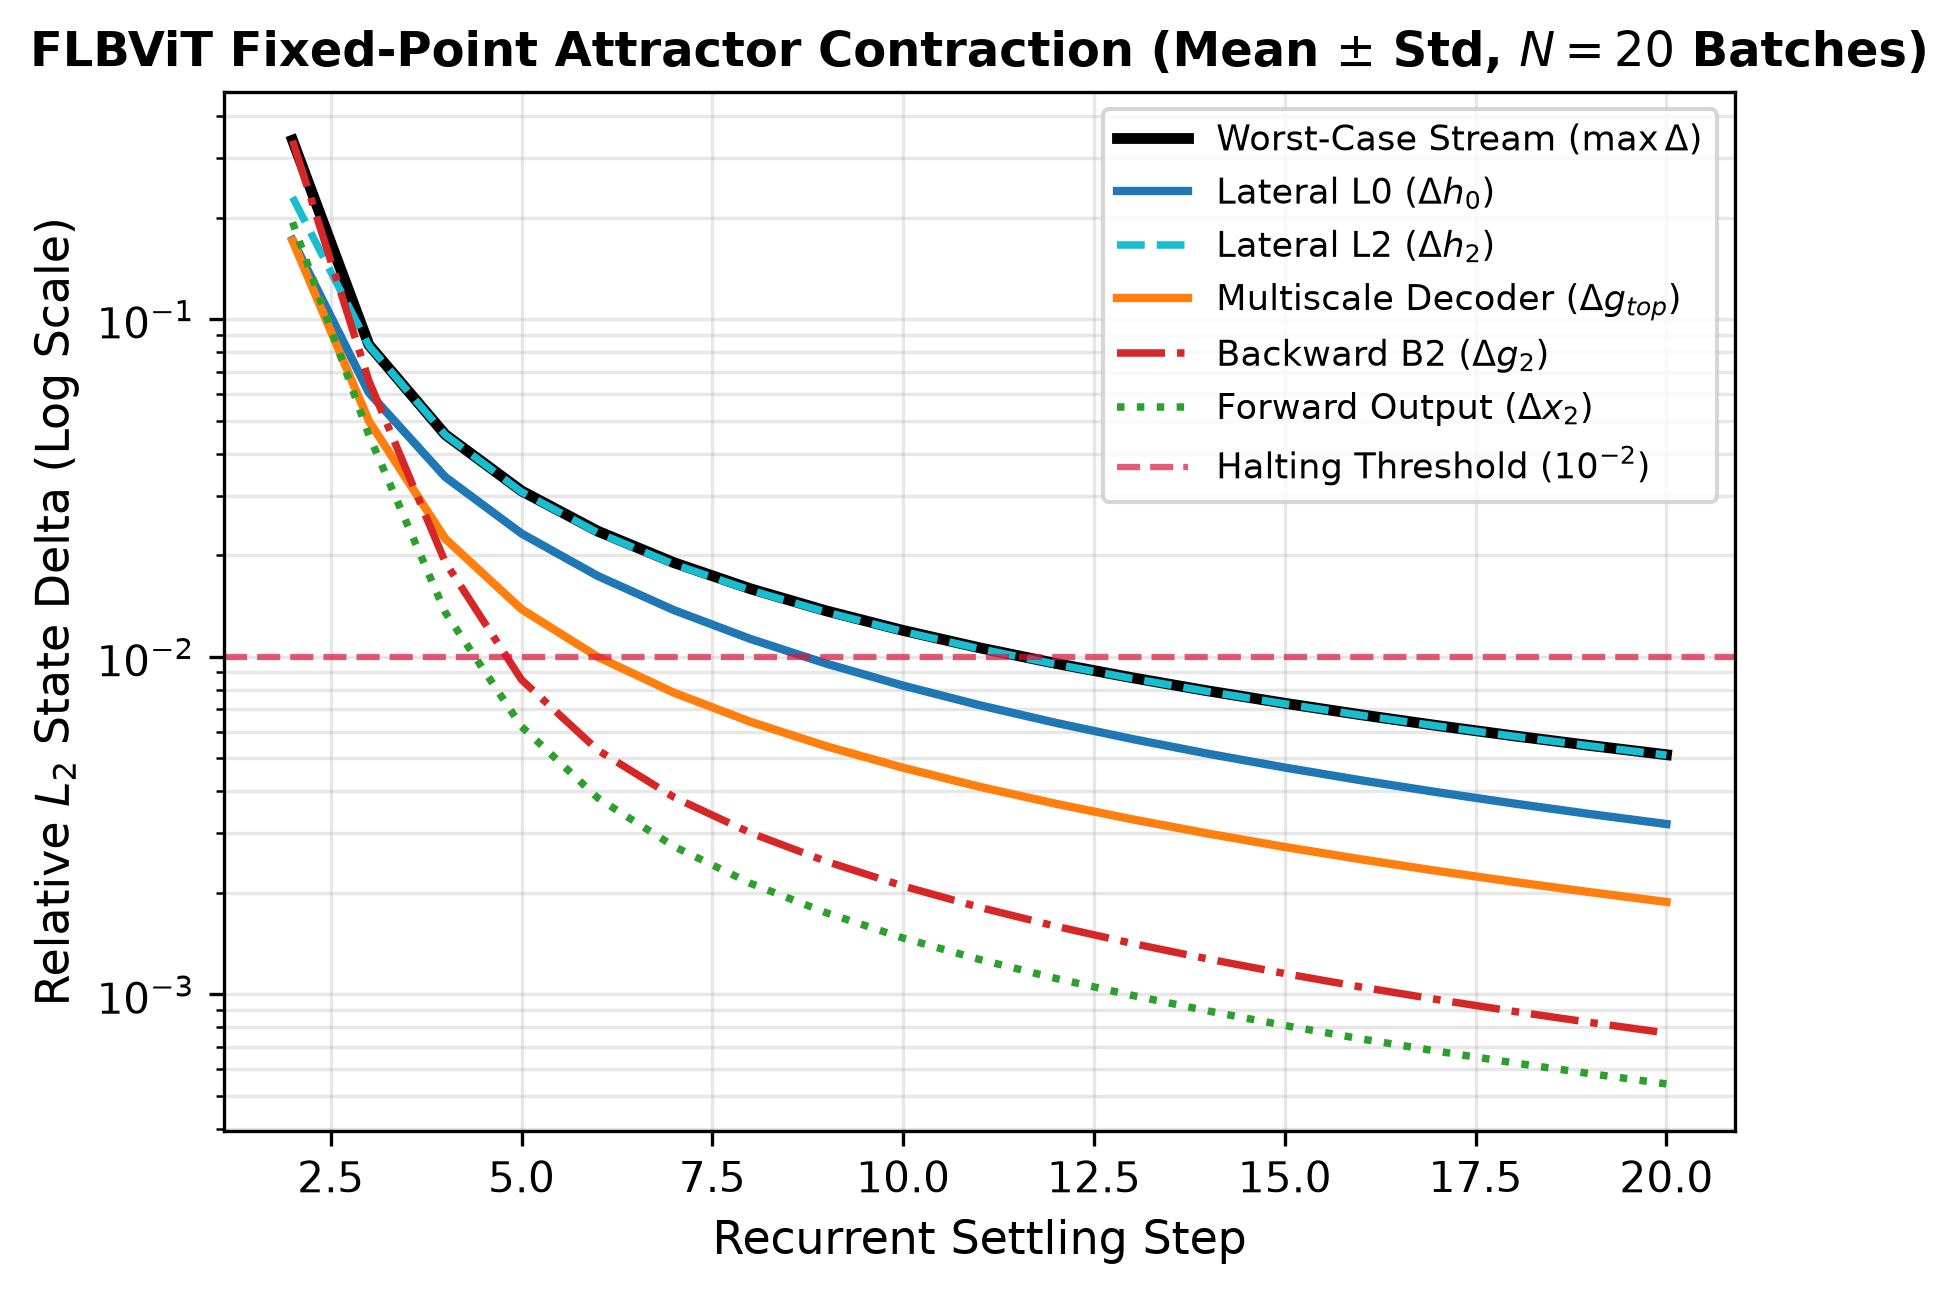 FLBViT Fixed-Point Attractor Contraction (Mean ± Std, N = 20 Batches)
Worst-Case Stream (max Δ)
Lateral L0 (Δh₀)
Lateral L2 (Δh₂)
Multiscale Decoder (Δg_top)
Backward B2 (Δg₂)
Forward Output (Δx₂)
Halting Threshold (10⁻²)
Relative L₂ State Delta (Log Scale)
10⁻¹
10⁻²
10⁻³
2.5 5.0 7.5 10.0 12.5 15.0 17.5 20.0
Recurrent Settling Step